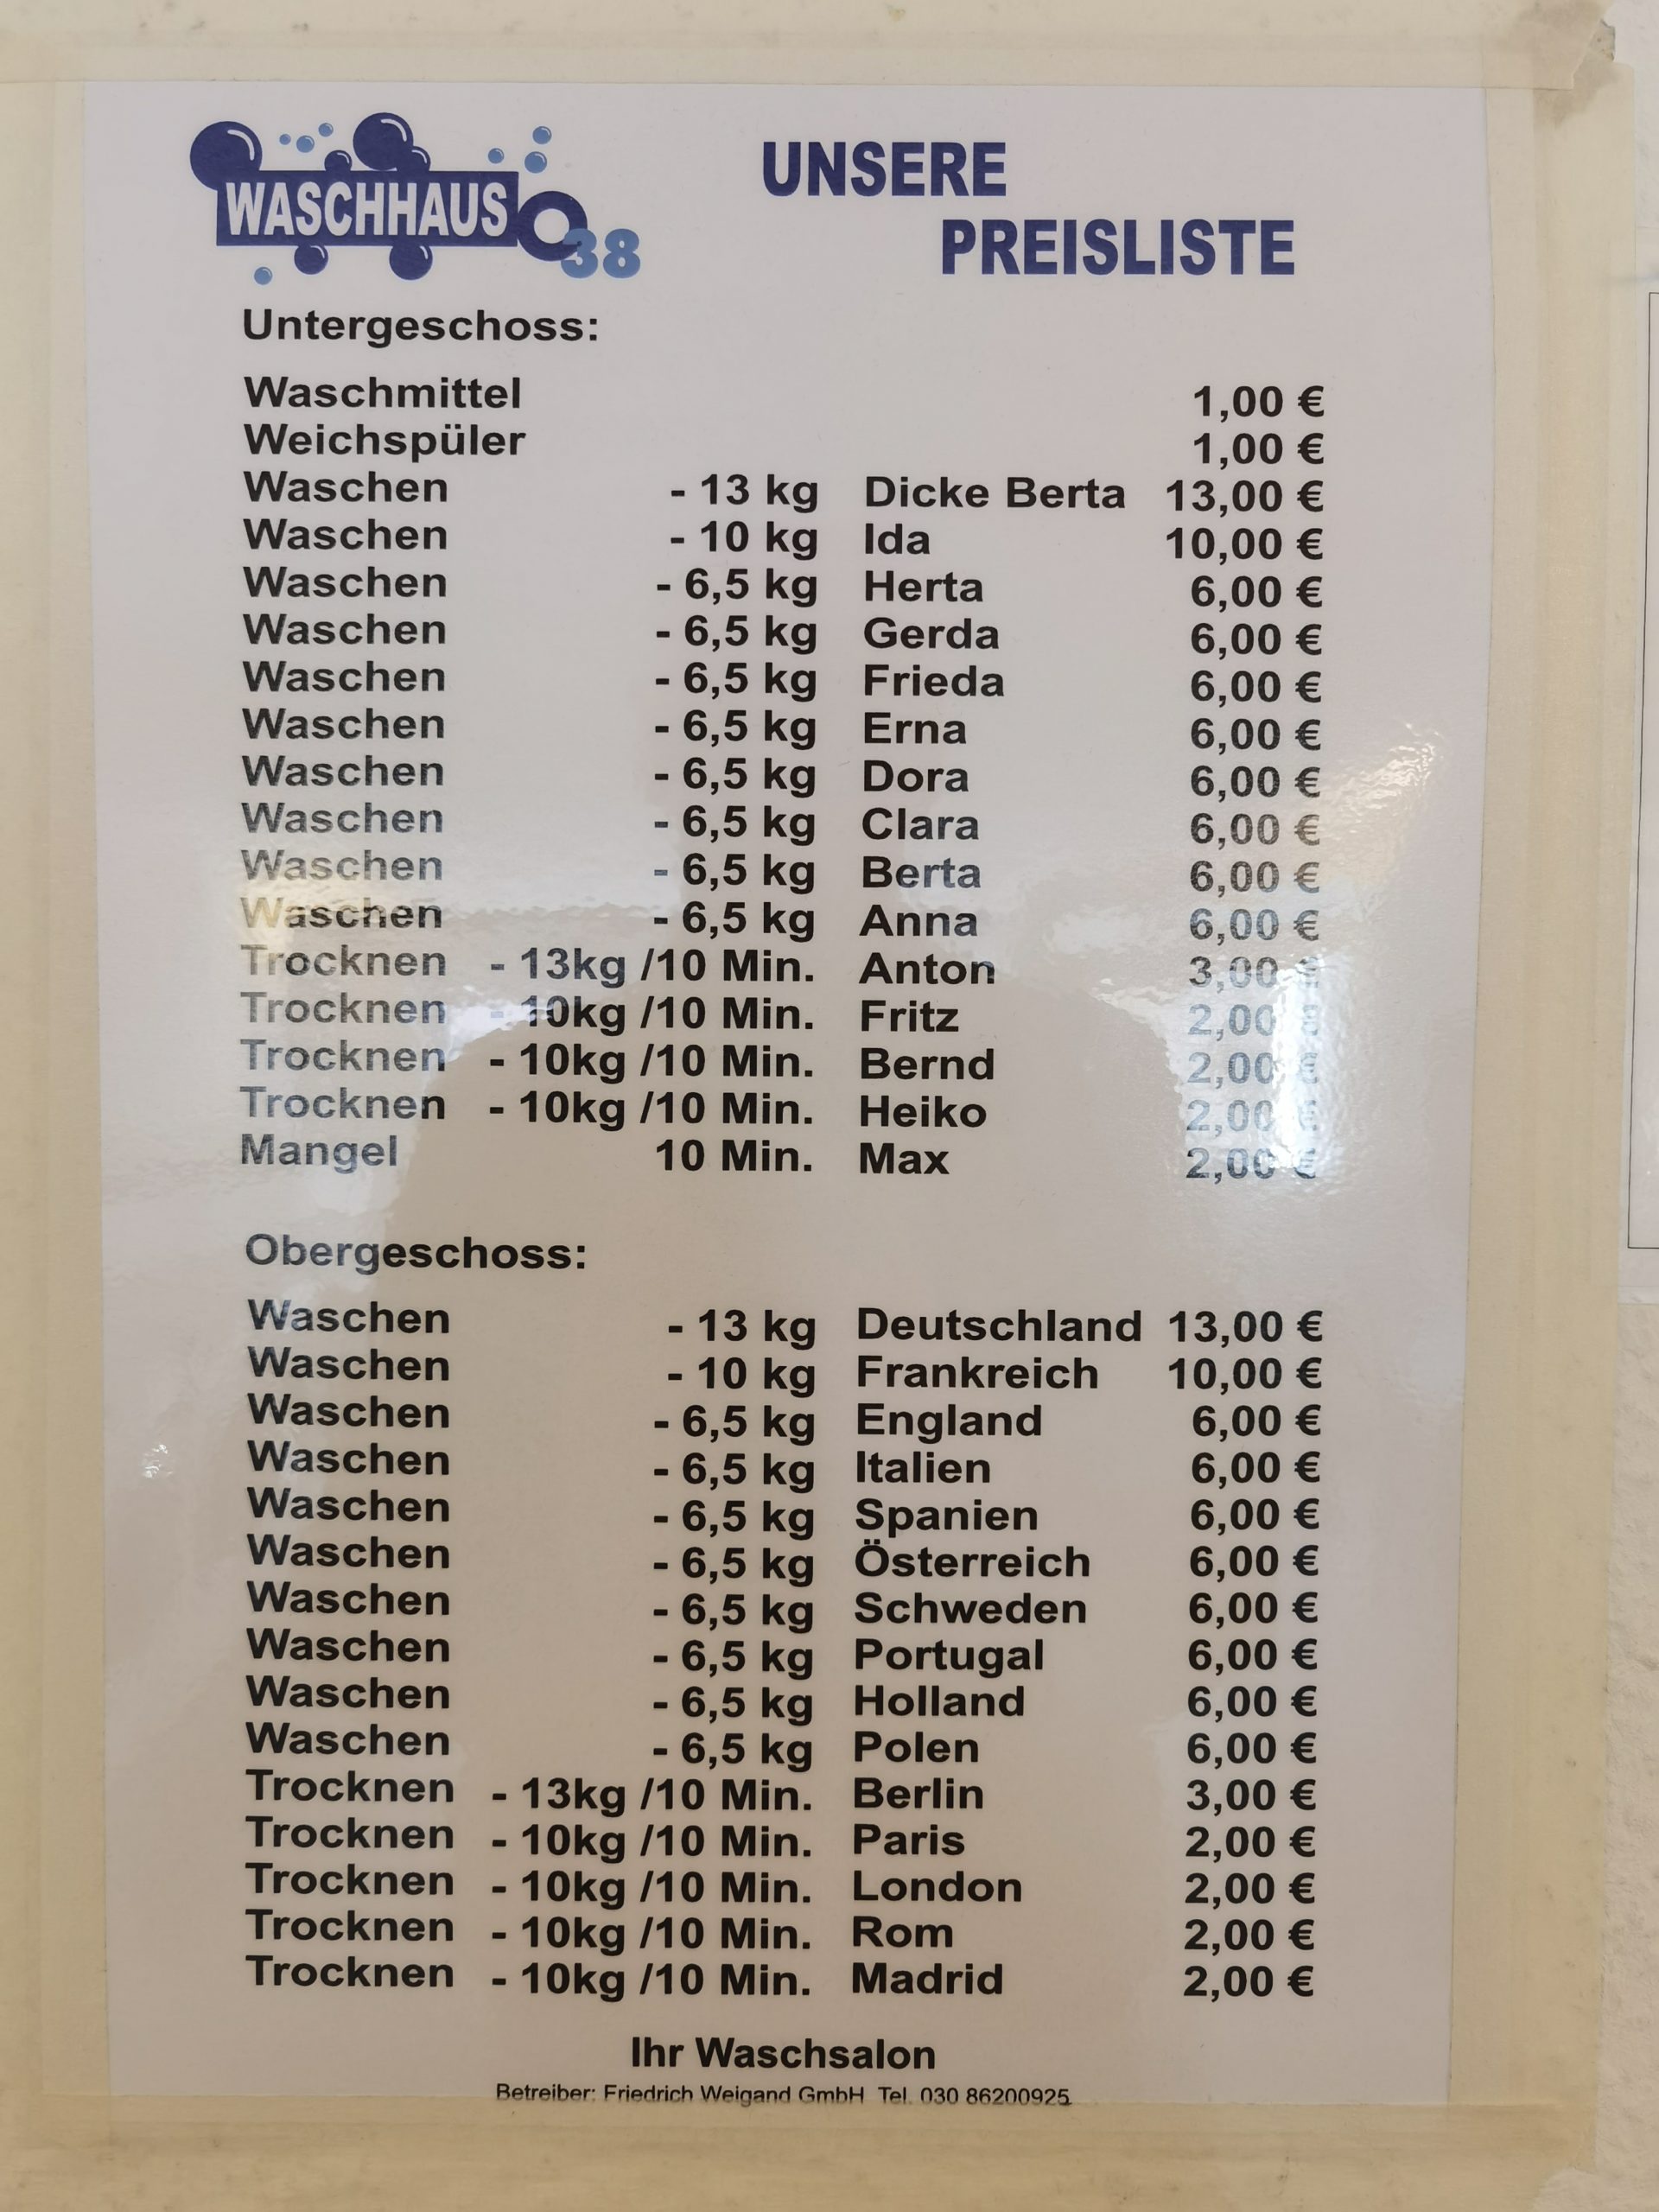 WASCHHAUS
O38
UNSERE
PREISLISTE
Untergeschoss:
Waschmittel 1,00 €
Weichspüler 1,00 €
Waschen - 13 kg Dicke Berta 13,00 €
Waschen - 10 kg Ida 10,00 €
Waschen - 6,5 kg Herta 6,00 €
Waschen - 6,5 kg Gerda 6,00 €
Waschen - 6,5 kg Frieda 6,00 €
Waschen - 6,5 kg Erna 6,00 €
Waschen - 6,5 kg Dora 6,00 €
Waschen - 6,5 kg Clara 6,00 €
Waschen - 6,5 kg Berta 6,00 €
Waschen - 6,5 kg Anna 6,00 €
Trocknen - 13kg /10 Min. Anton 3,00 €
Trocknen - 10kg /10 Min. Fritz 2,00 €
Trocknen - 10kg /10 Min. Bernd 2,00 €
Trocknen - 10kg /10 Min. Heiko 2,00 €
Mangel 10 Min. Max 2,00 €
Obergeschoss:
Waschen - 13 kg Deutschland 13,00 €
Waschen - 10 kg Frankreich 10,00 €
Waschen - 6,5 kg England 6,00 €
Waschen - 6,5 kg Italien 6,00 €
Waschen - 6,5 kg Spanien 6,00 €
Waschen - 6,5 kg Österreich 6,00 €
Waschen - 6,5 kg Schweden 6,00 €
Waschen - 6,5 kg Portugal 6,00 €
Waschen - 6,5 kg Holland 6,00 €
Waschen - 6,5 kg Polen 6,00 €
Trocknen - 13kg /10 Min. Berlin 3,00 €
Trocknen - 10kg /10 Min. Paris 2,00 €
Trocknen - 10kg /10 Min. London 2,00 €
Trocknen - 10kg /10 Min. Rom 2,00 €
Trocknen - 10kg /10 Min. Madrid 2,00 €
Ihr Waschsalon
Betreiber: Friedrich Weigand GmbH Tel. 030 86200925